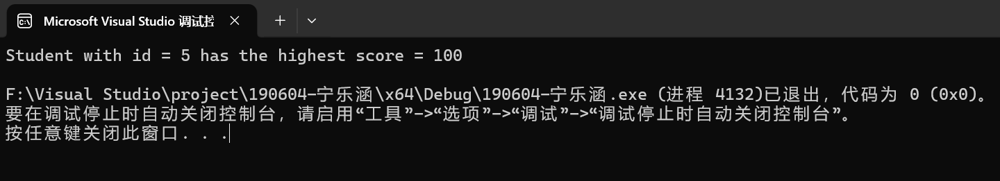 Microsoft Visual Studio 调试控
Student with id = 5 has the highest score = 100
F:\Visual Studio\project\190604-宁乐涵\x64\Debug\190604-宁乐涵.exe (进程 4132)已退出，代码为 0 (0x0)。
要在调试停止时自动关闭控制台，请启用“工具”->“选项”->“调试”->“调试停止时自动关闭控制台”。
按任意键关闭此窗口. . .